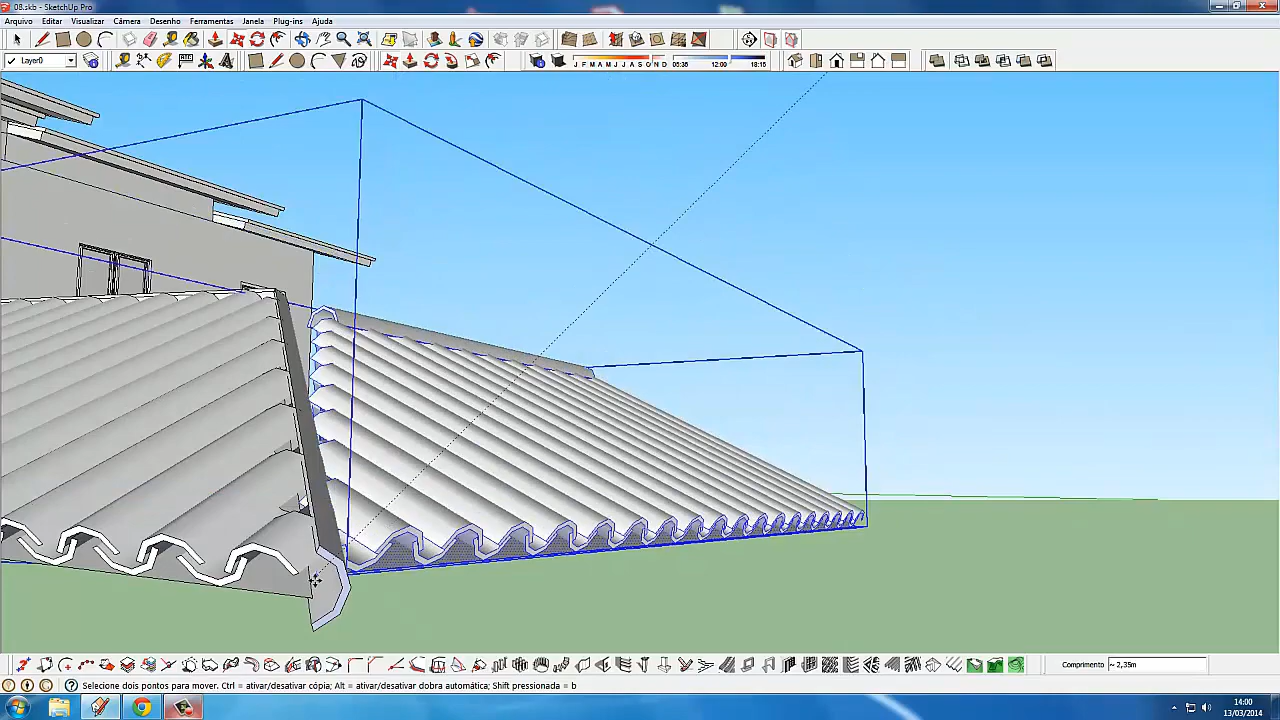 08.skb - SketchUp Pro
Arquivo Editar Visualizar Câmera Desenho Ferramentas Janela Plug-ins Ajuda
Layer0
J F M A M J J A S O N D 05:36 12:00 18:15
Comprimento ~ 2,35m
Selecione dois pontos para mover. Ctrl = ativar/desativar cópia; Alt = ativar/desativar dobra automática; Shift pressionada = b
14:00
13/03/2014